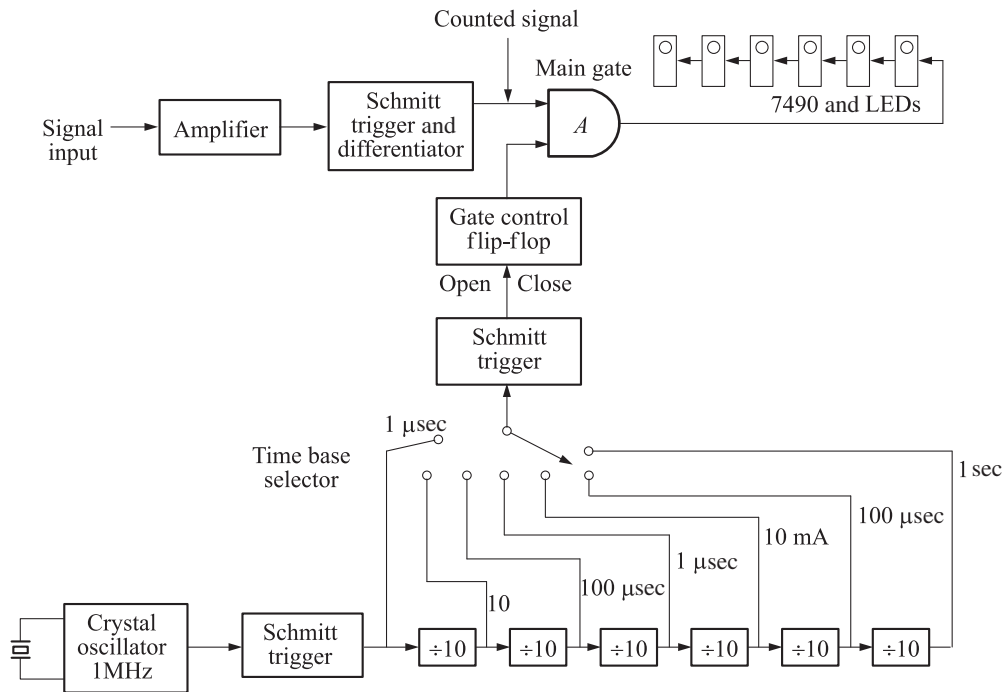 Counted signal
Main gate
7490 and LEDs
Signal
input
Amplifier
Schmitt
trigger and
differentiator
A
Gate control
flip-flop
Open Close
Schmitt
trigger
1 μsec
Time base
selector
1 sec
100 μsec
10 mA
1 μsec
100 μsec
10
Crystal
oscillator
1MHz
Schmitt
trigger
÷10 ÷10 ÷10 ÷10 ÷10 ÷10